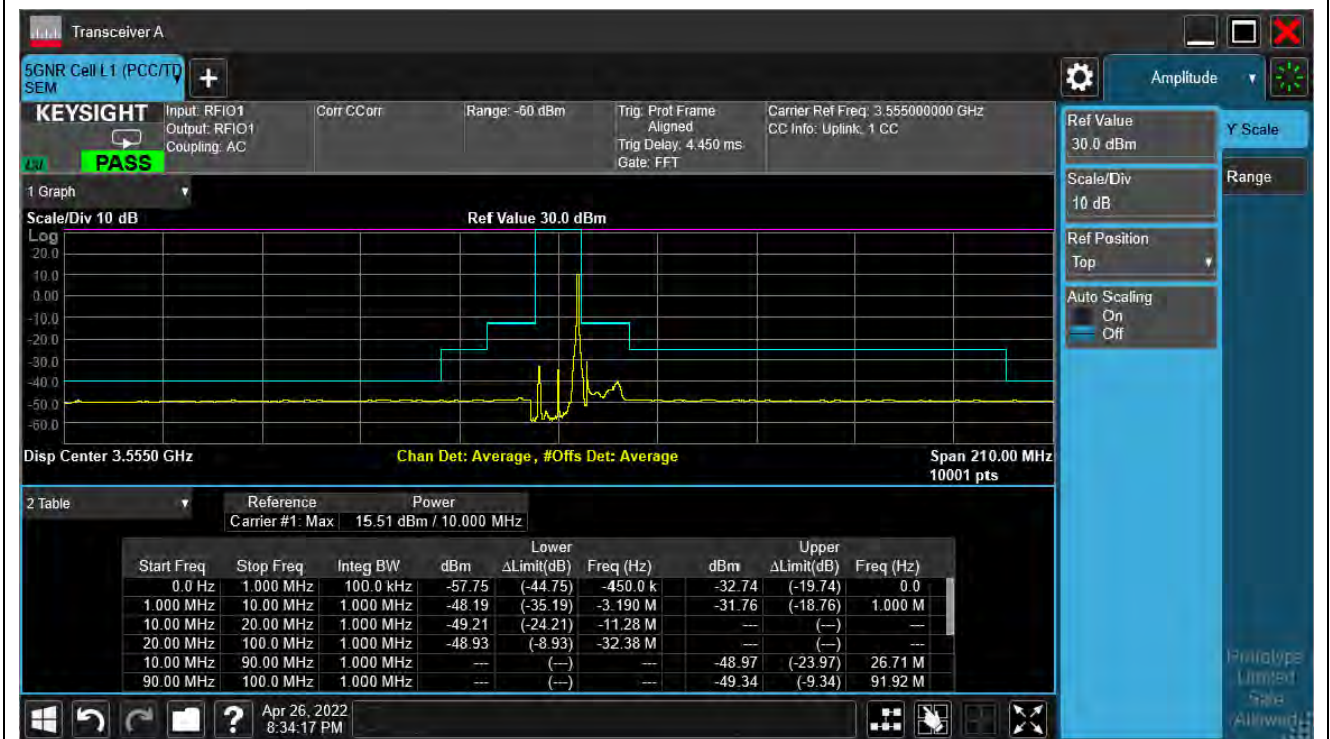 Transceiver A
5GNR Cell L1 (PCC/TD
SEM
+
Amplitude
KEYSIGHT
PASS
Input: RFIO1
Output: RFIO1
Coupling: AC
Corr CCorr
Range: -60 dBm
Trig: Prot Frame
Aligned
Trig Delay: 4.450 ms
Gate: FFT
Carrier Ref Freq: 3.555000000 GHz
CC Info: Uplink, 1 CC
Ref Value
30.0 dBm
Y Scale
Scale/Div
10 dB
Range
Ref Position
Top
Auto Scaling
On
Off
1 Graph
Scale/Div 10 dB
Ref Value 30.0 dBm
Log
20.0
10.0
0.00
-10.0
-20.0
-30.0
-40.0
-50.0
-60.0
Disp Center 3.5550 GHz
Chan Det: Average , #Offs Det: Average
Span 210.00 MHz
10001 pts
2 Table
Reference Power
Carrier #1: Max 15.51 dBm / 10.000 MHz
Lower Upper
Start Freq Stop Freq Integ BW dBm ΔLimit(dB) Freq (Hz) dBm ΔLimit(dB) Freq (Hz)
0.0 Hz 1.000 MHz 100.0 kHz -57.75 (-44.75) -450.0 k -32.74 (-19.74) 0.0
1.000 MHz 10.00 MHz 1.000 MHz -48.19 (-35.19) -3.190 M -31.76 (-18.76) 1.000 M
10.00 MHz 20.00 MHz 1.000 MHz -49.21 (-24.21) -11.28 M --- (---) ---
20.00 MHz 100.0 MHz 1.000 MHz -48.93 (-8.93) -32.38 M --- (---) ---
10.00 MHz 90.00 MHz 1.000 MHz --- (---) --- -48.97 (-23.97) 26.71 M
90.00 MHz 100.0 MHz 1.000 MHz --- (---) --- -49.34 (-9.34) 91.92 M
Prototype
Limited
Sale
Allowed
?
Apr 26, 2022
8:34:17 PM